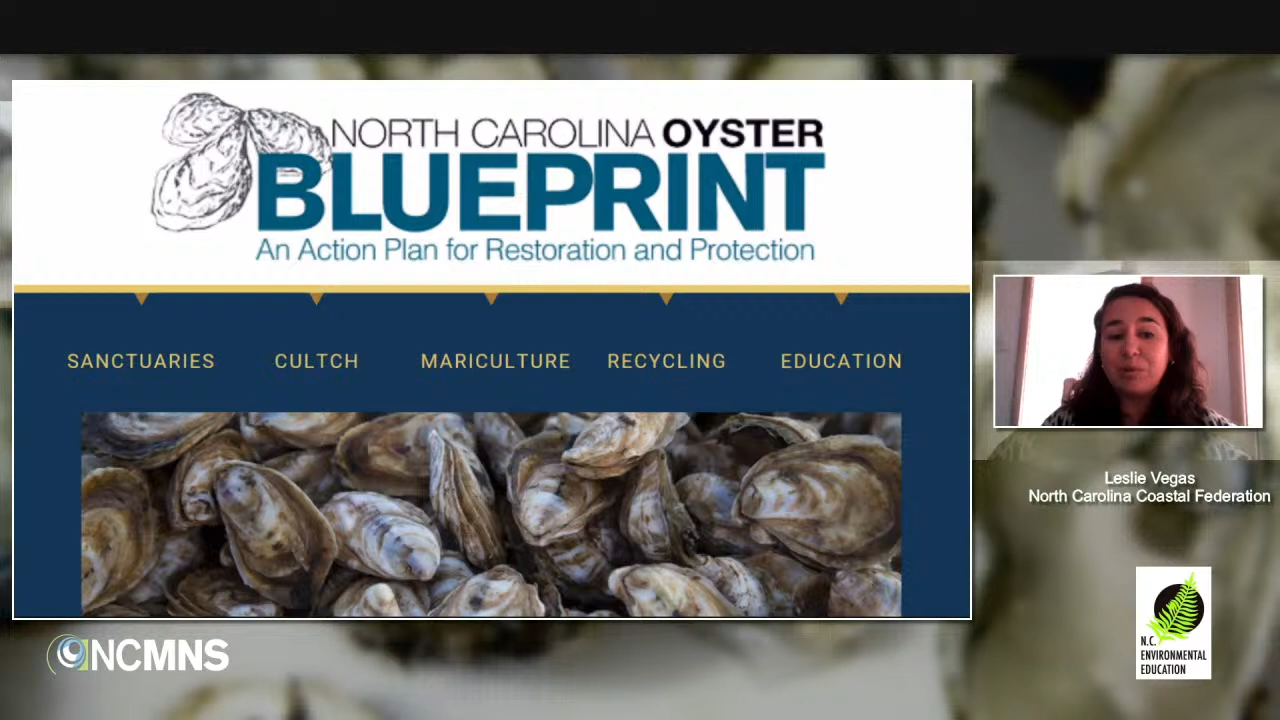 NORTH CAROLINA OYSTER
BLUEPRINT
An Action Plan for Restoration and Protection
SANCTUARIES
CULTCH
MARICULTURE
RECYCLING
EDUCATION
Leslie Vegas
North Carolina Coastal Federation
NCMNS
N.C.
ENVIRONMENTAL
EDUCATION